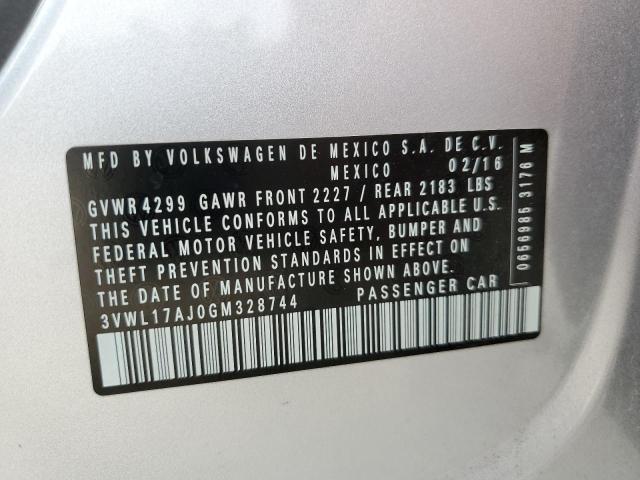 MFD BY VOLKSWAGEN DE MEXICO S.A. DE C.V.
MEXICO 02/16
GVWR 4299 GAWR FRONT 2227 / REAR 2183 LBS
THIS VEHICLE CONFORMS TO ALL APPLICABLE U.S.
FEDERAL MOTOR VEHICLE SAFETY, BUMPER AND
THEFT PREVENTION STANDARDS IN EFFECT ON
THE DATE OF MANUFACTURE SHOWN ABOVE.
3VWL17AJ0GM328744 PASSENGER CAR
0656985 3176 M